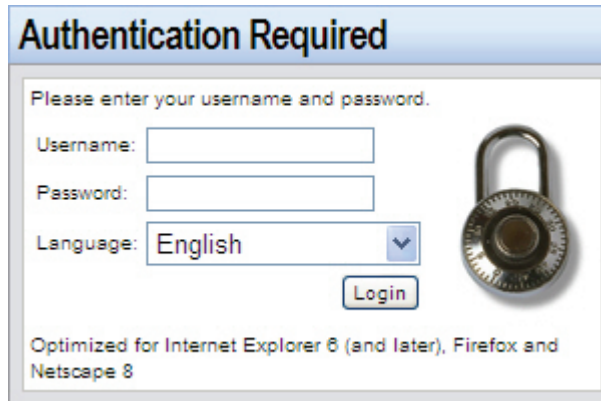 Authentication Required
Please enter your username and password.
Username:
Password:
Language: English
Login
Optimized for Internet Explorer 6 (and later), Firefox and
Netscape 8